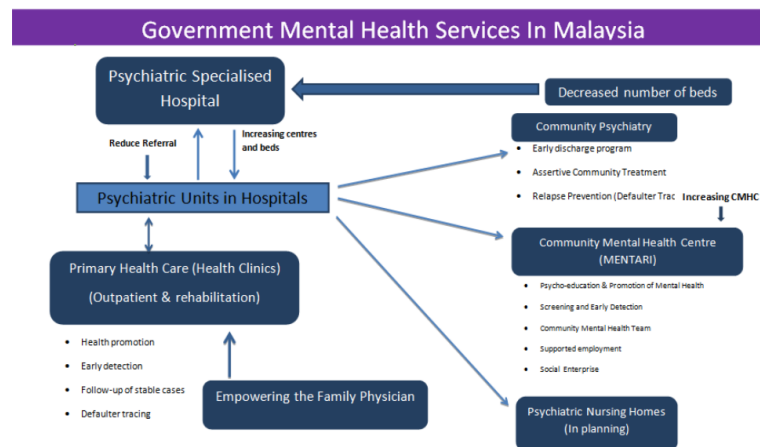 Government Mental Health Services In Malaysia
Psychiatric Specialised
Hospital
Decreased number of beds
Reduce Referral
Increasing centres
and beds
Community Psychiatry
• Early discharge program
• Assertive Community Treatment
• Relapse Prevention (Defaulter Trac
Increasing CMHC
Psychiatric Units in Hospitals
Community Mental Health Centre
(MENTARI)
• Psycho-education & Promotion of Mental Health
• Screening and Early Detection
• Community Mental Health Team
• Supported employment
• Social Enterprise
Primary Health Care (Health Clinics)
(Outpatient & rehabilitation)
• Health promotion
• Early detection
• Follow-up of stable cases
• Defaulter tracing
Empowering the Family Physician
Psychiatric Nursing Homes
(In planning)